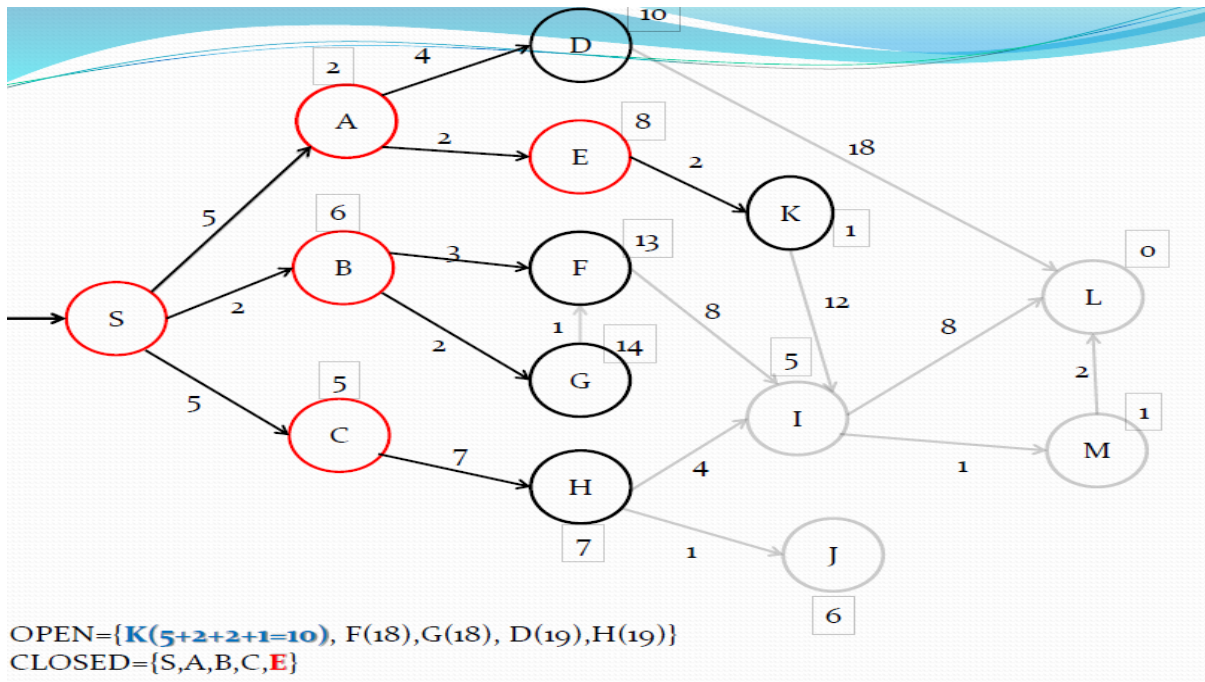 10
D
4
2
A
8
18
2
E
2
K
5
6
1
13
0
B
3
F
L
2
S
8
12
8
1
2
14
5
G
2
5
5
I
1
C
M
7
4
1
H
7
1
J
6
OPEN={K(5+2+2+1=10), F(18),G(18), D(19),H(19)}
CLOSED={S,A,B,C,E}